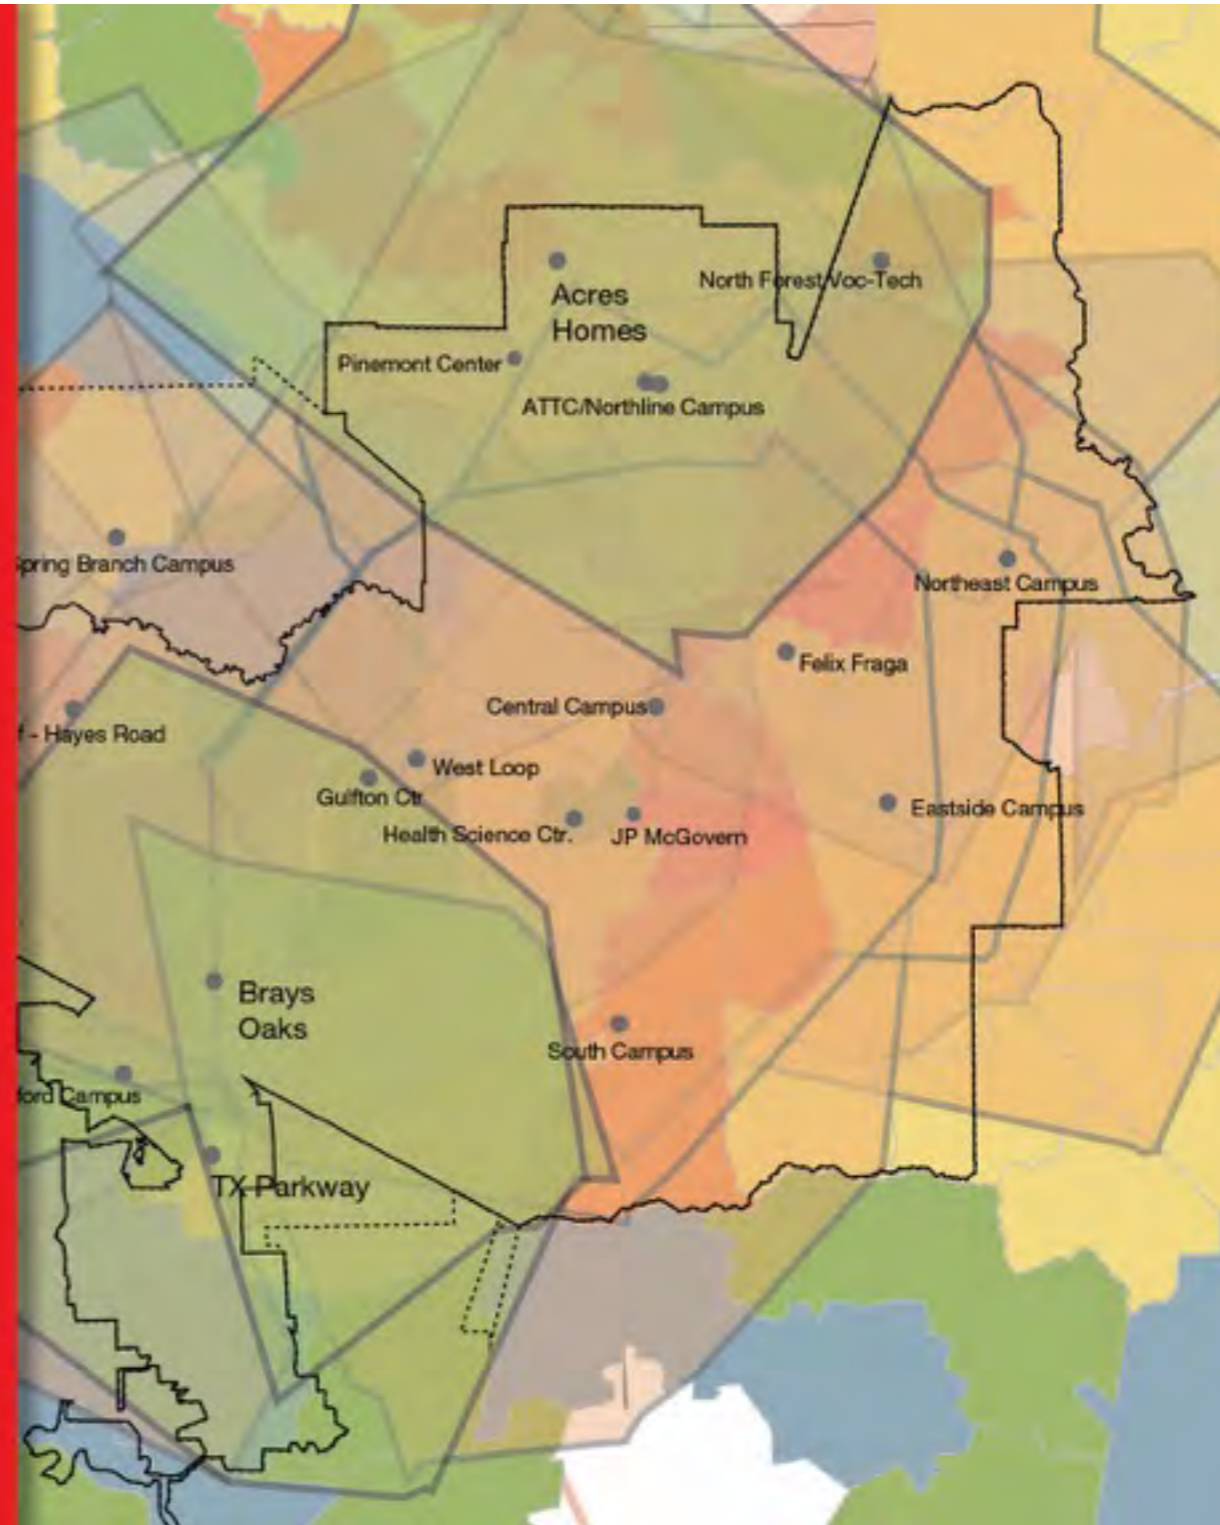 North Forest Voc-Tech
Acres
Homes
Pinemont Center
ATTC/Northline Campus
Spring Branch Campus
Northeast Campus
Felix Fraga
Central Campus
f - Hayes Road
West Loop
Gulfton Ctr
Eastside Campus
Health Science Ctr.
JP McGovern
Brays
Oaks
South Campus
ford Campus
TX Parkway